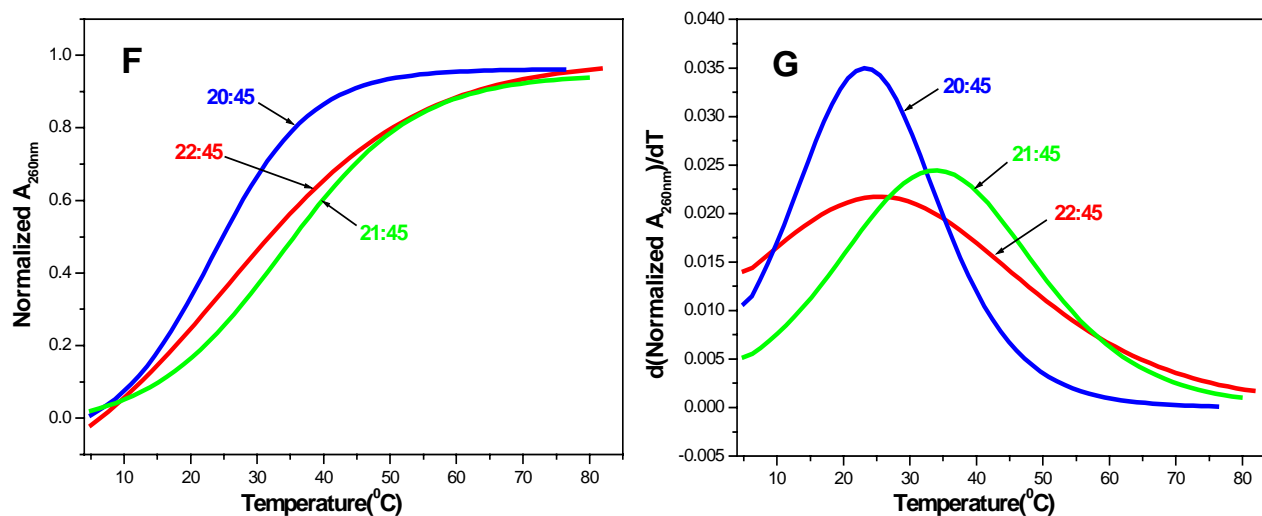 F
1.0
0.8
0.6
0.4
0.2
0.0
Normalized A260nm
20:45
22:45
21:45
10 20 30 40 50 60 70 80
Temperature(0C)
G
0.040
0.035
0.030
0.025
0.020
0.015
0.010
0.005
0.000
-0.005
d(Normalized A260nm)/dT
20:45
21:45
22:45
10 20 30 40 50 60 70 80
Temperature(0C)